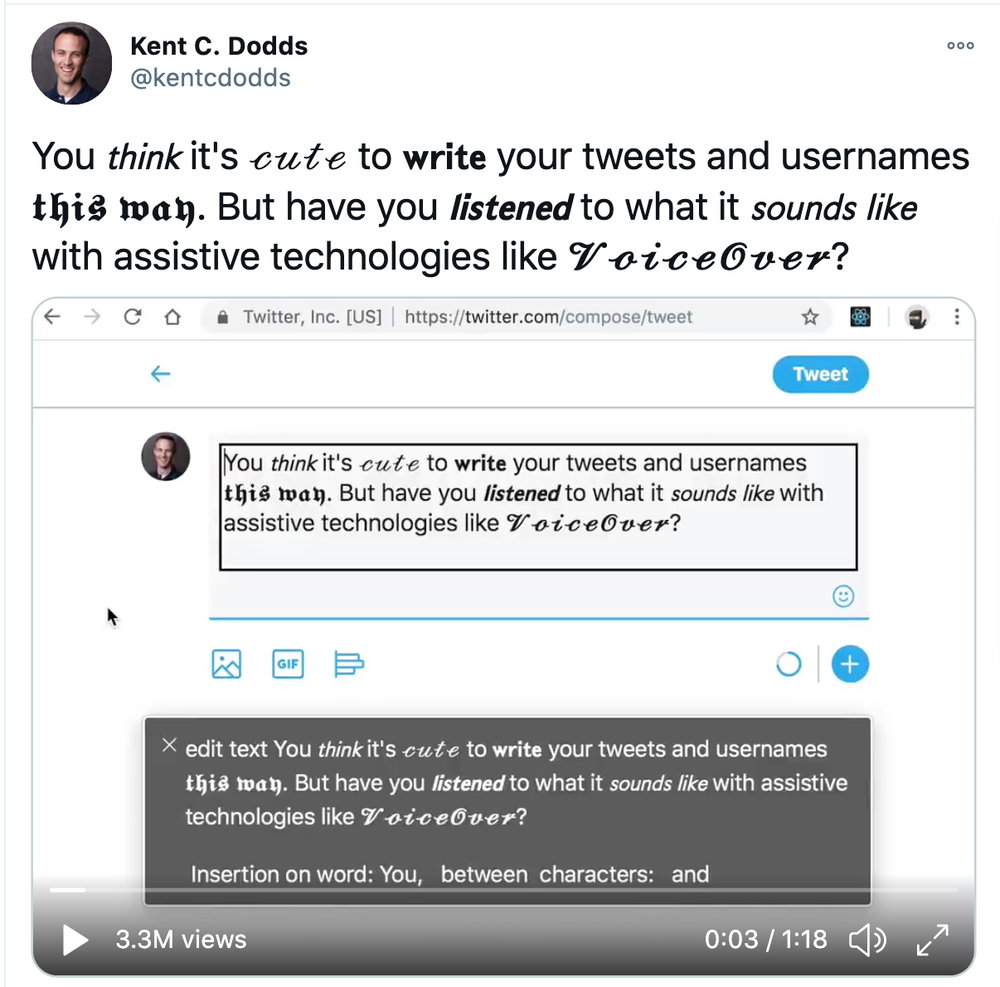 Kent C. Dodds
@kentcdodds
You 𝘵𝘩𝘪𝘯𝘬 it's 𝒸𝓊𝓉ℯ to 𝘄𝗿𝗶𝘁𝗲 your tweets and usernames
𝖙𝖍𝖎𝖘 𝖜𝖆𝖞. But have you 𝙡𝙞𝙨𝙩𝙚𝙣𝙚𝙙 to what it 𝘴𝘰𝘶𝘯𝘥𝘴 𝘭𝘪𝘬𝘦
with assistive technologies like 𝓥𝓸𝓲𝓬𝓮𝓞𝓿𝓮𝓻?
Twitter, Inc. [US] | https://twitter.com/compose/tweet
Tweet
You 𝘵𝘩𝘪𝘯𝘬 it's 𝒸𝓊𝓉ℯ to 𝘄𝗿𝗶𝘁𝗲 your tweets and usernames
𝖙𝖍𝖎𝖘 𝖜𝖆𝖞. But have you 𝙡𝙞𝙨𝙩𝙚𝙣𝙚𝙙 to what it 𝘴𝘰𝘶𝘯𝘥𝘴 𝘭𝘪𝘬𝘦 with
assistive technologies like 𝓥𝓸𝓲𝓬𝓮𝓞𝓿𝓮𝓻?
GIF
edit text You 𝘵𝘩𝘪𝘯𝘬 it's 𝒸𝓊𝓉ℯ to 𝘄𝗿𝗶𝘁𝗲 your tweets and usernames
𝖙𝖍𝖎𝖘 𝖜𝖆𝖞. But have you 𝙡𝙞𝙨𝙩𝙚𝙣𝙚𝙙 to what it 𝘴𝘰𝘶𝘯𝘥𝘴 𝘭𝘪𝘬𝘦 with assistive
technologies like 𝓥𝓸𝓲𝓬𝓮𝓞𝓿𝓮𝓻?
Insertion on word: You, between characters: and
3.3M views 0:03 / 1:18